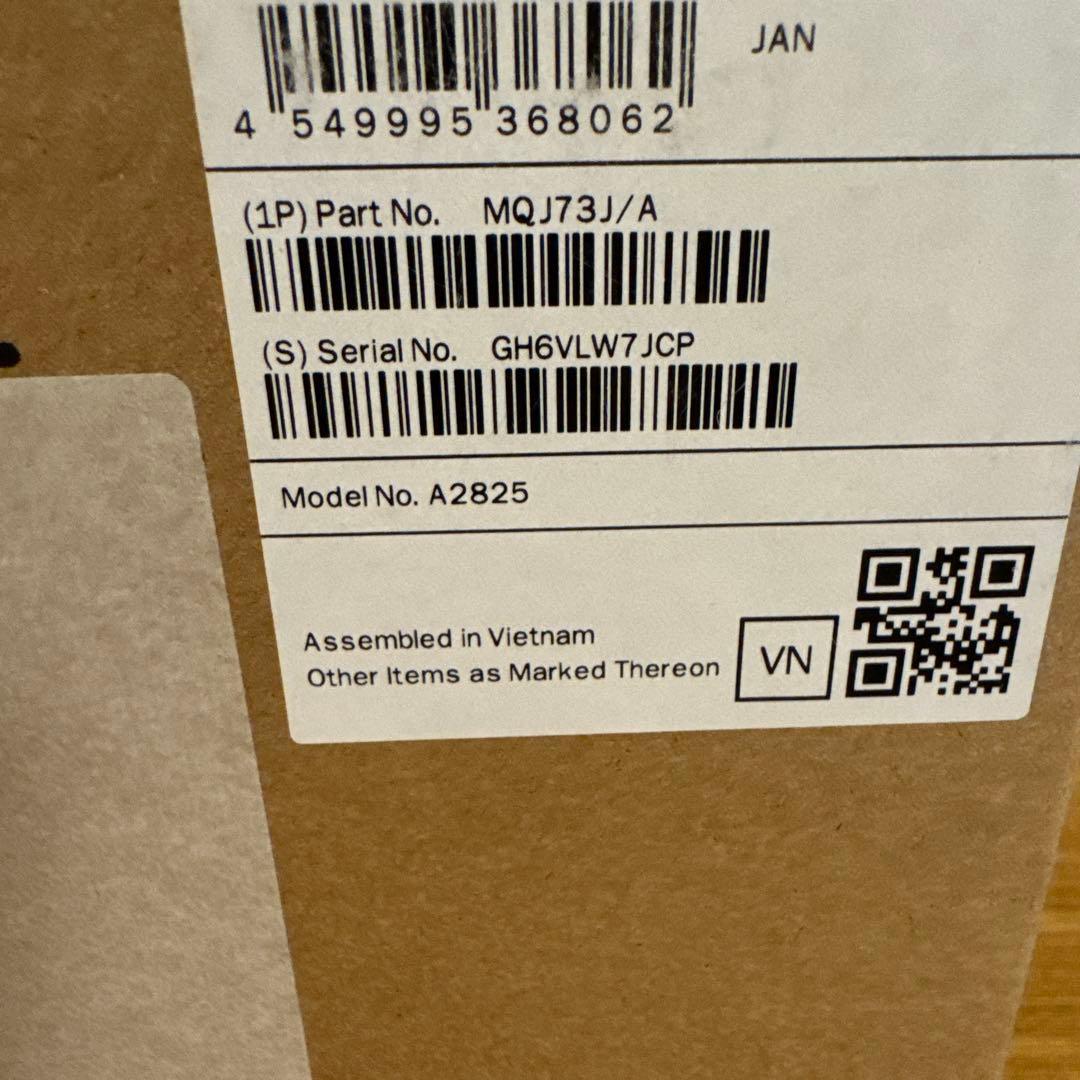 JAN
4 549995 368062
(1P) Part No. MQJ73J/A
(S) Serial No. GH6VLW7JCP
Model No. A2825
Assembled in Vietnam
Other Items as Marked Thereon
VN